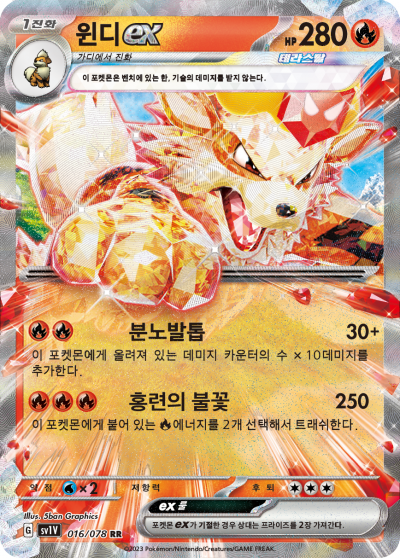 1진화 윈디ex HP 280
가디에서 진화 테라스탈
이 포켓몬은 벤치에 있는 한, 기술의 데미지를 받지 않는다.
분노발톱 30+
이 포켓몬에게 올려져 있는 데미지 카운터의 수 ×10데미지를
추가한다.
홍련의 불꽃 250
이 포켓몬에게 붙어 있는 에너지를 2개 선택해서 트래쉬한다.
약점 ×2 저항력 후퇴
Illus. 5ban Graphics
ex 룰
포켓몬 ex가 기절한 경우 상대는 프라이즈를 2장 가져간다.
G sv1V 016/078 RR
©2023 Pokémon/Nintendo/Creatures/GAME FREAK.